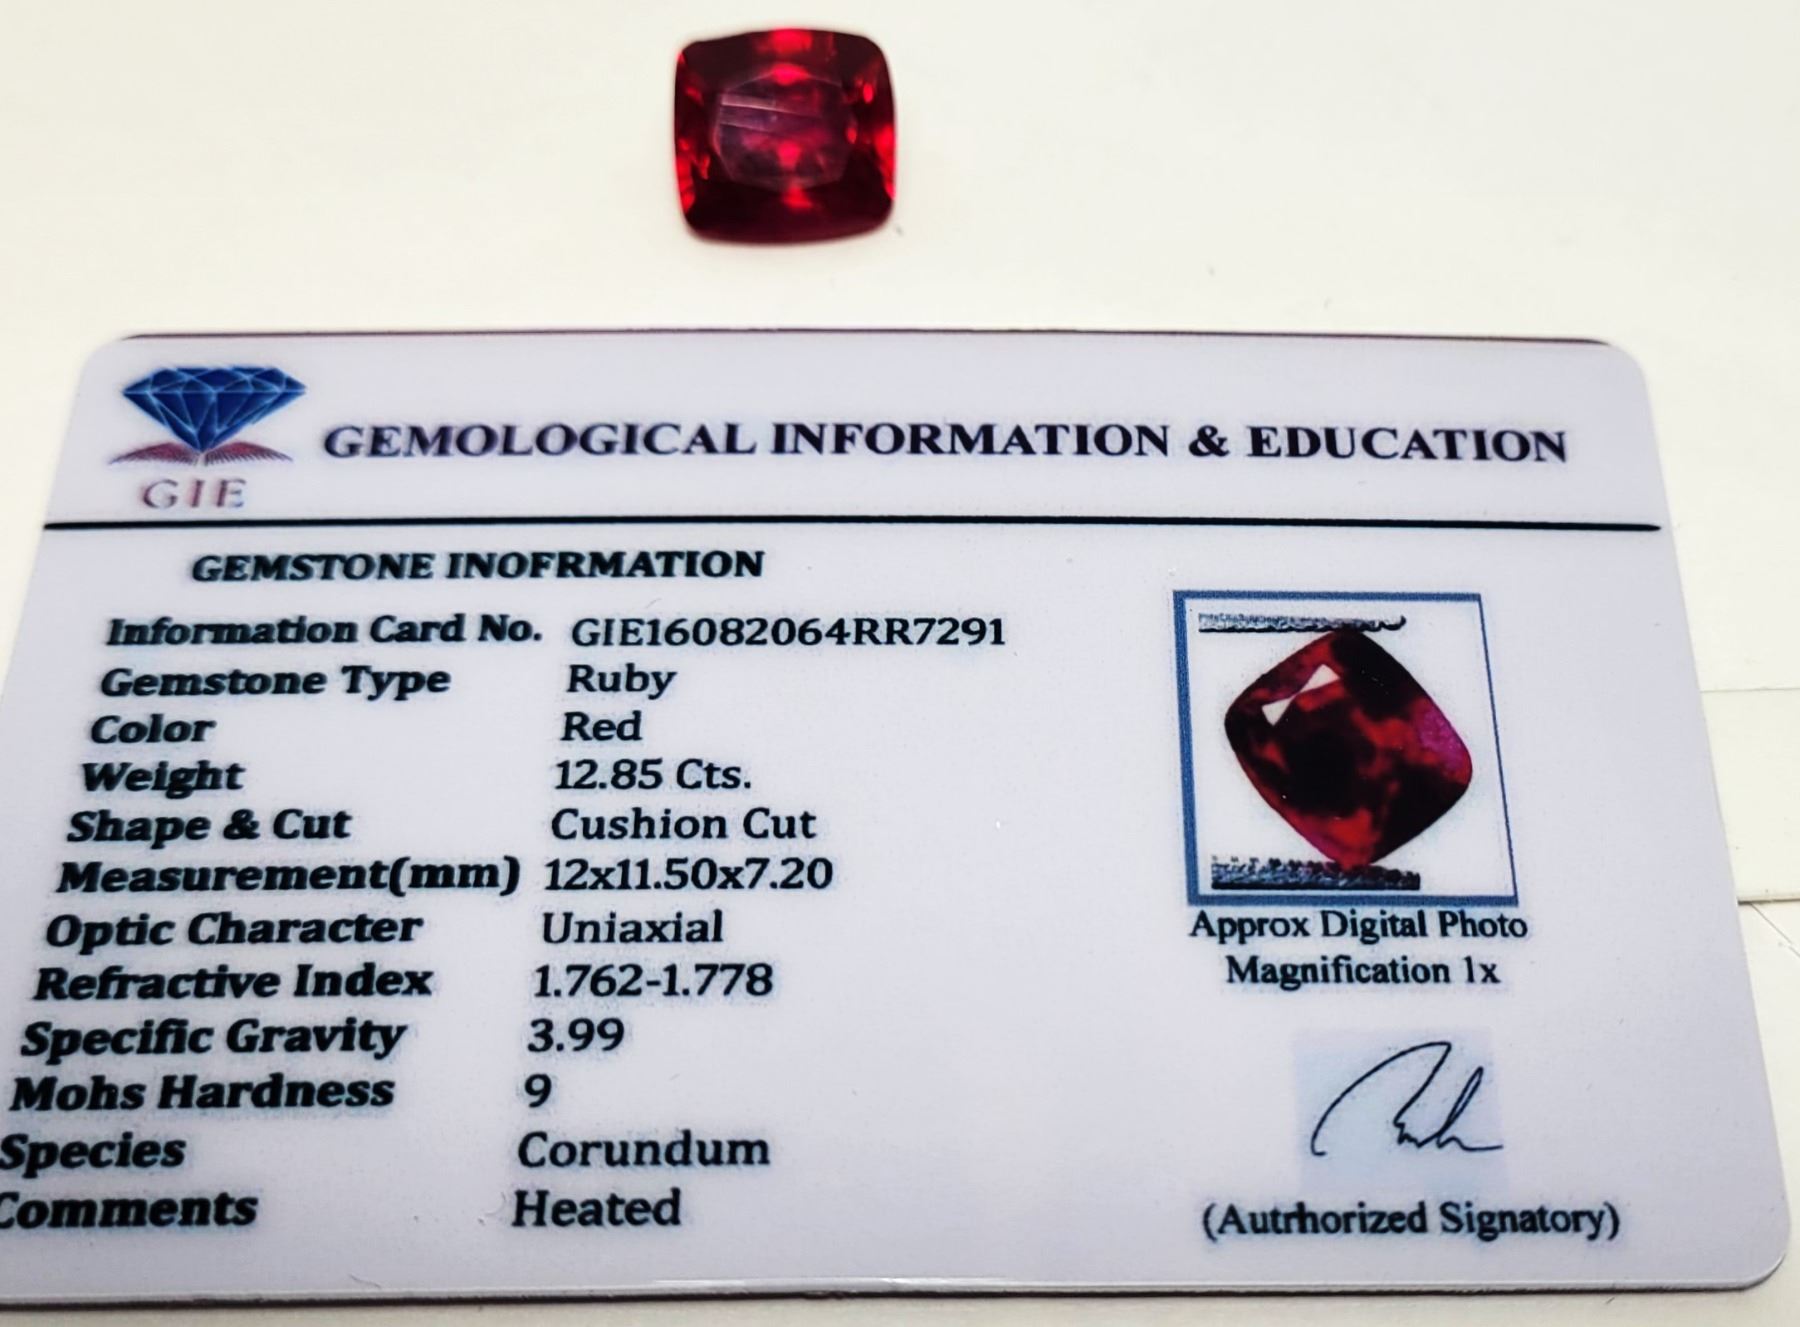 GIE
GEMOLOGICAL INFORMATION & EDUCATION
GEMSTONE INOFRMATION
Information Card No. GIE16082064RR7291
Gemstone Type Ruby
Color Red
Weight 12.85 Cts.
Shape & Cut Cushion Cut
Measurement(mm) 12x11.50x7.20
Optic Character Uniaxial
Refractive Index 1.762-1.778
Specific Gravity 3.99
Mohs Hardness 9
Species Corundum
Comments Heated
Approx Digital Photo
Magnification 1x
(Autrhorized Signatory)